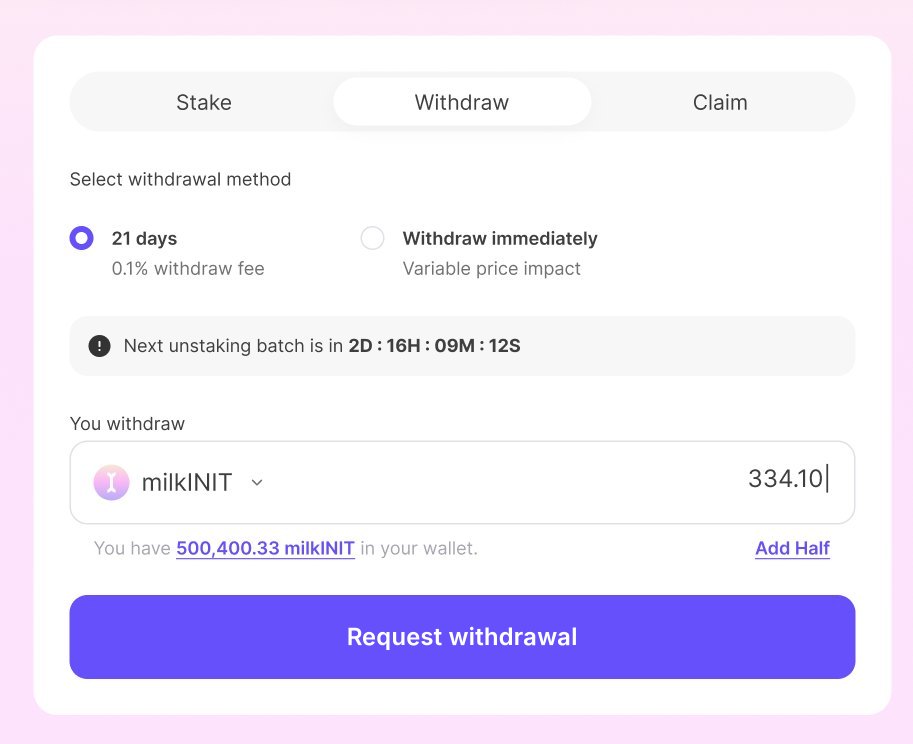 Stake Withdraw Claim
Select withdrawal method
21 days Withdraw immediately
0.1% withdraw fee Variable price impact
! Next unstaking batch is in 2D : 16H : 09M : 12S
You withdraw
milkINIT 334.10
You have 500,400.33 milkINIT in your wallet. Add Half
Request withdrawal